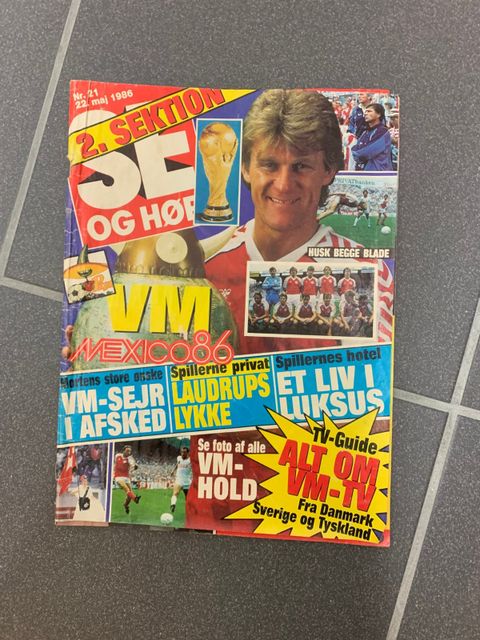 Nr. 21
22. maj 1986
2. SEKTION
SE
OG HØR
HUSK BEGGE BLADE
VM
MEXICO86
Mortens store ønske
VM-SEJR
I AFSKED
Spillerne privat
LAUDRUPS
LYKKE
Spillernes hotel
ET LIV I
LUKSUS
Se foto af alle
VM-
HOLD
TV-Guide
ALT OM
VM-TV
Fra Danmark
Sverige og Tyskland